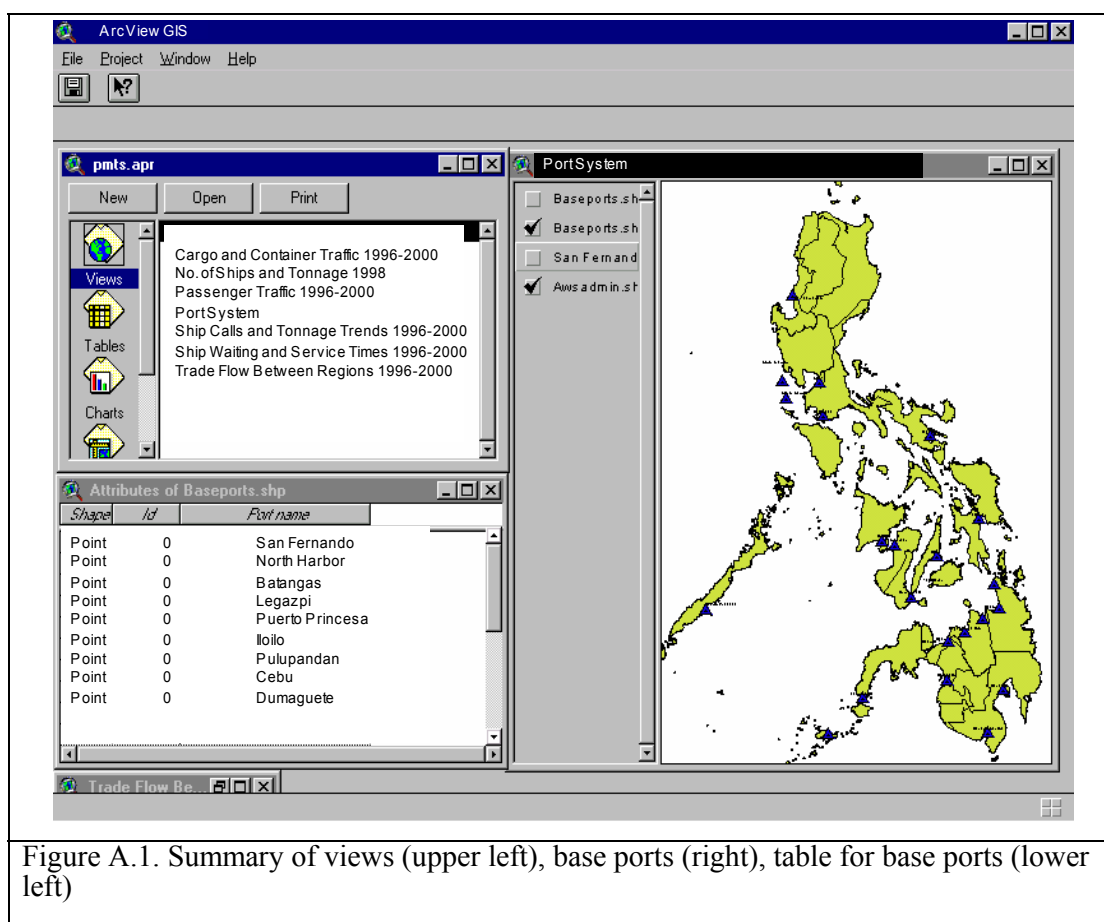 ArcView GIS
File Project Window Help
pmts.apr
New Open Print
Views
Tables
Charts
Cargo and Container Traffic 1996-2000
No. of Ships and Tonnage 1998
Passenger Traffic 1996-2000
Port System
Ship Calls and Tonnage Trends 1996-2000
Ship Waiting and Service Times 1996-2000
Trade Flow Between Regions 1996-2000
Attributes of Baseports.shp
Shape Id Port name
Point 0 San Fernando
Point 0 North Harbor
Point 0 Batangas
Point 0 Legazpi
Point 0 Puerto Princesa
Point 0 Iloilo
Point 0 Pulupandan
Point 0 Cebu
Point 0 Dumaguete
Trade Flow Be...
Port System
Baseports.sh
Baseports.sh
San Fernand
Awsadmin.sh
Figure A.1. Summary of views (upper left), base ports (right), table for base ports (lower
left)